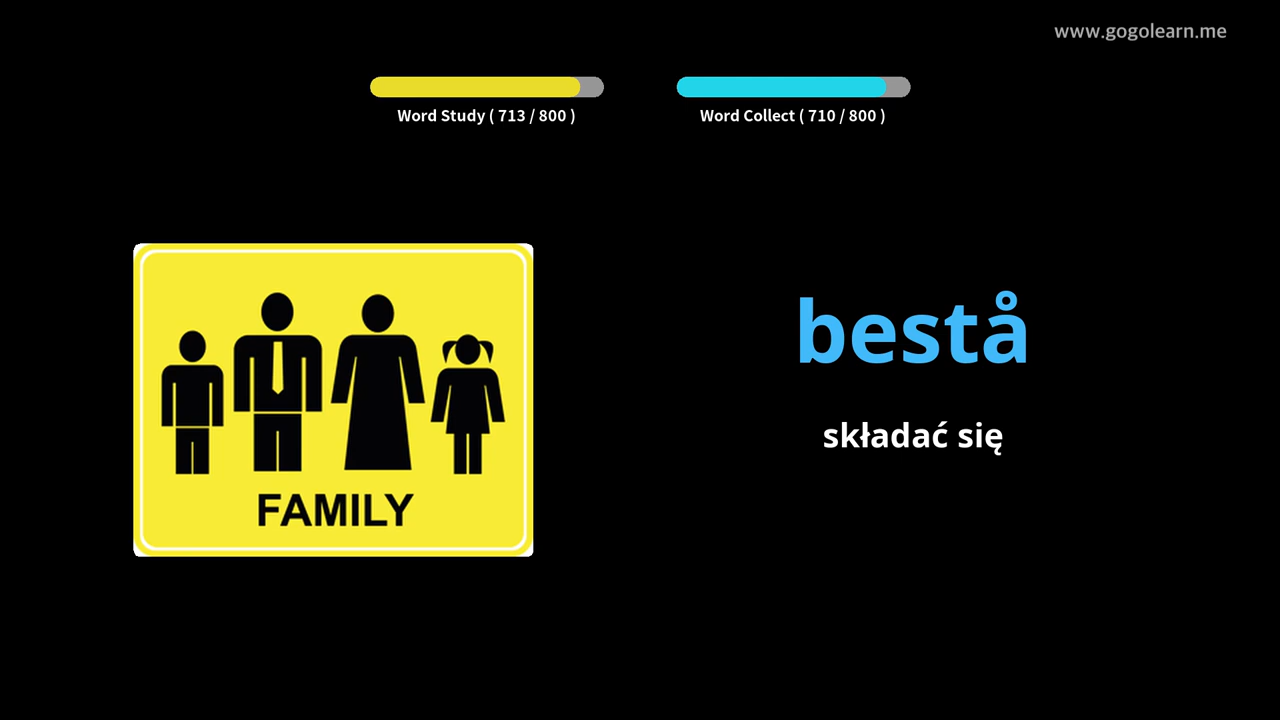 www.gogolearn.me
Word Study ( 713 / 800 )
Word Collect ( 710 / 800 )
bestå
składać się
FAMILY